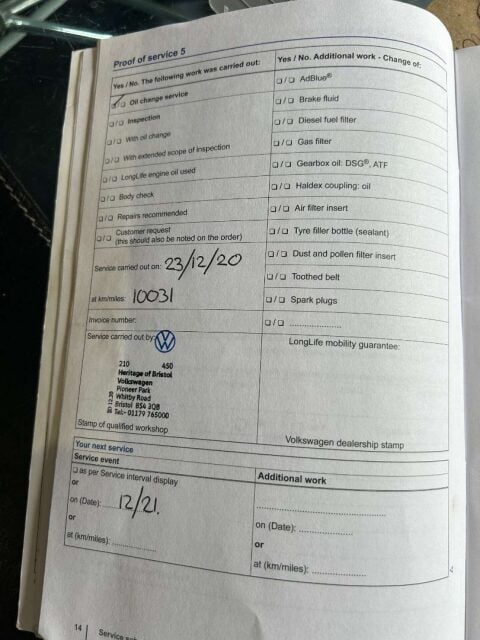 Proof of service 5
Yes / No. The following work was carried out:
☑/☐ Oil change service
☐/☐ Inspection
☐/☐ With oil change
☐/☐ With extended scope of inspection
☐/☐ LongLife engine oil used
☐/☐ Body check
☐/☐ Repairs recommended
☐/☐ Customer request
(this should also be noted on the order)
Service carried out on: 23/12/20
at km/miles: 10031
Invoice number:
Service carried out by:
VW
210 450
Heritage of Bristol
Volkswagen
Pioneer Park
Whitby Road
Bristol BS4 3QB
Tel:- 01179 765000
Stamp of qualified workshop
Yes / No. Additional work - Change of:
☐/☐ AdBlue®
☐/☐ Brake fluid
☐/☐ Diesel fuel filter
☐/☐ Gas filter
☐/☐ Gearbox oil: DSG®, ATF
☐/☐ Haldex coupling: oil
☐/☐ Air filter insert
☐/☐ Tyre filler bottle (sealant)
☐/☐ Dust and pollen filter insert
☐/☐ Toothed belt
☐/☐ Spark plugs
☐/☐ ....................
LongLife mobility guarantee:
Volkswagen dealership stamp
Your next service
Service event
☐ as per Service interval display
or
on (Date): 12/21.
or
at (km/miles): ................
Additional work
................................
on (Date): ................
or
at (km/miles): ................
14
Service